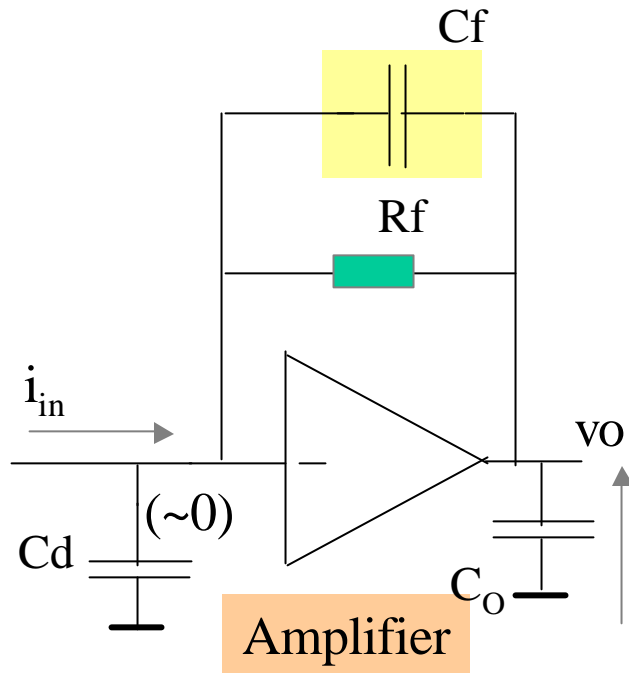 Cf
Rf
i_in
vo
(~0)
Cd
C_O
Amplifier